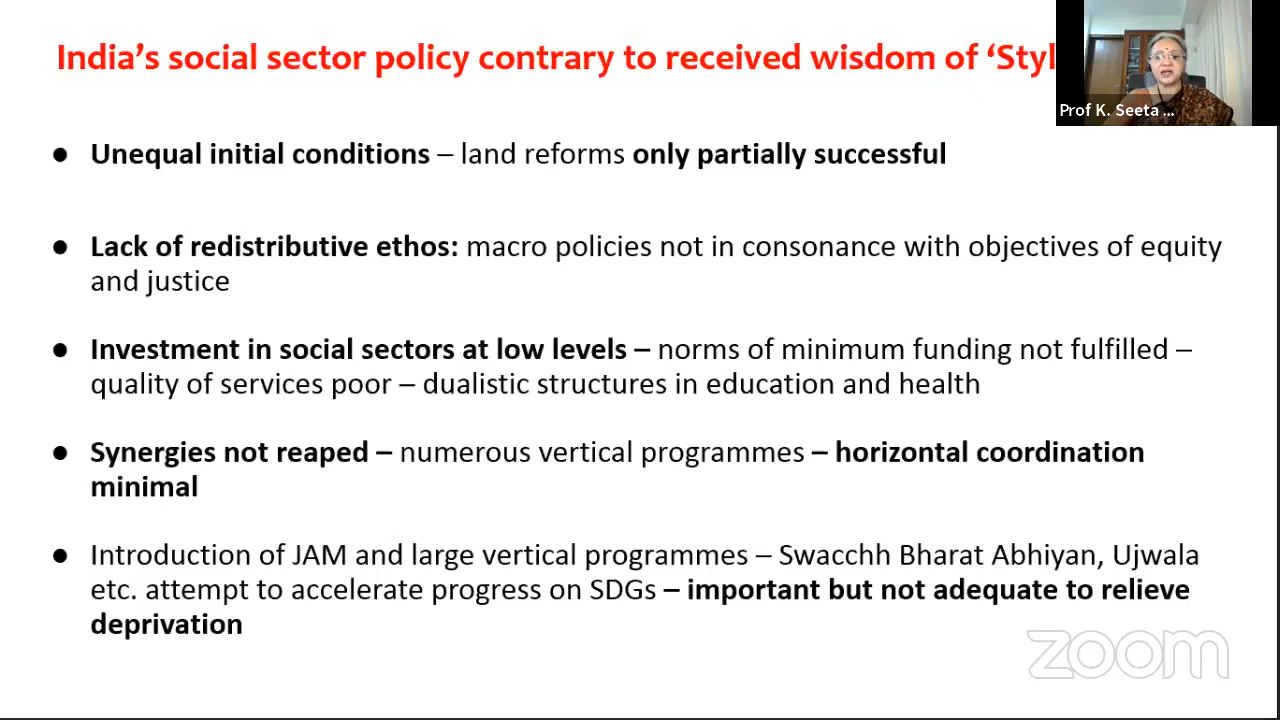 India's social sector policy contrary to received wisdom of ‘Styl
Prof K. Seeta ...
● Unequal initial conditions – land reforms only partially successful
● Lack of redistributive ethos: macro policies not in consonance with objectives of equity
and justice
● Investment in social sectors at low levels – norms of minimum funding not fulfilled –
quality of services poor – dualistic structures in education and health
● Synergies not reaped – numerous vertical programmes – horizontal coordination
minimal
● Introduction of JAM and large vertical programmes – Swacchh Bharat Abhiyan, Ujwala
etc. attempt to accelerate progress on SDGs – important but not adequate to relieve
deprivation
zoom